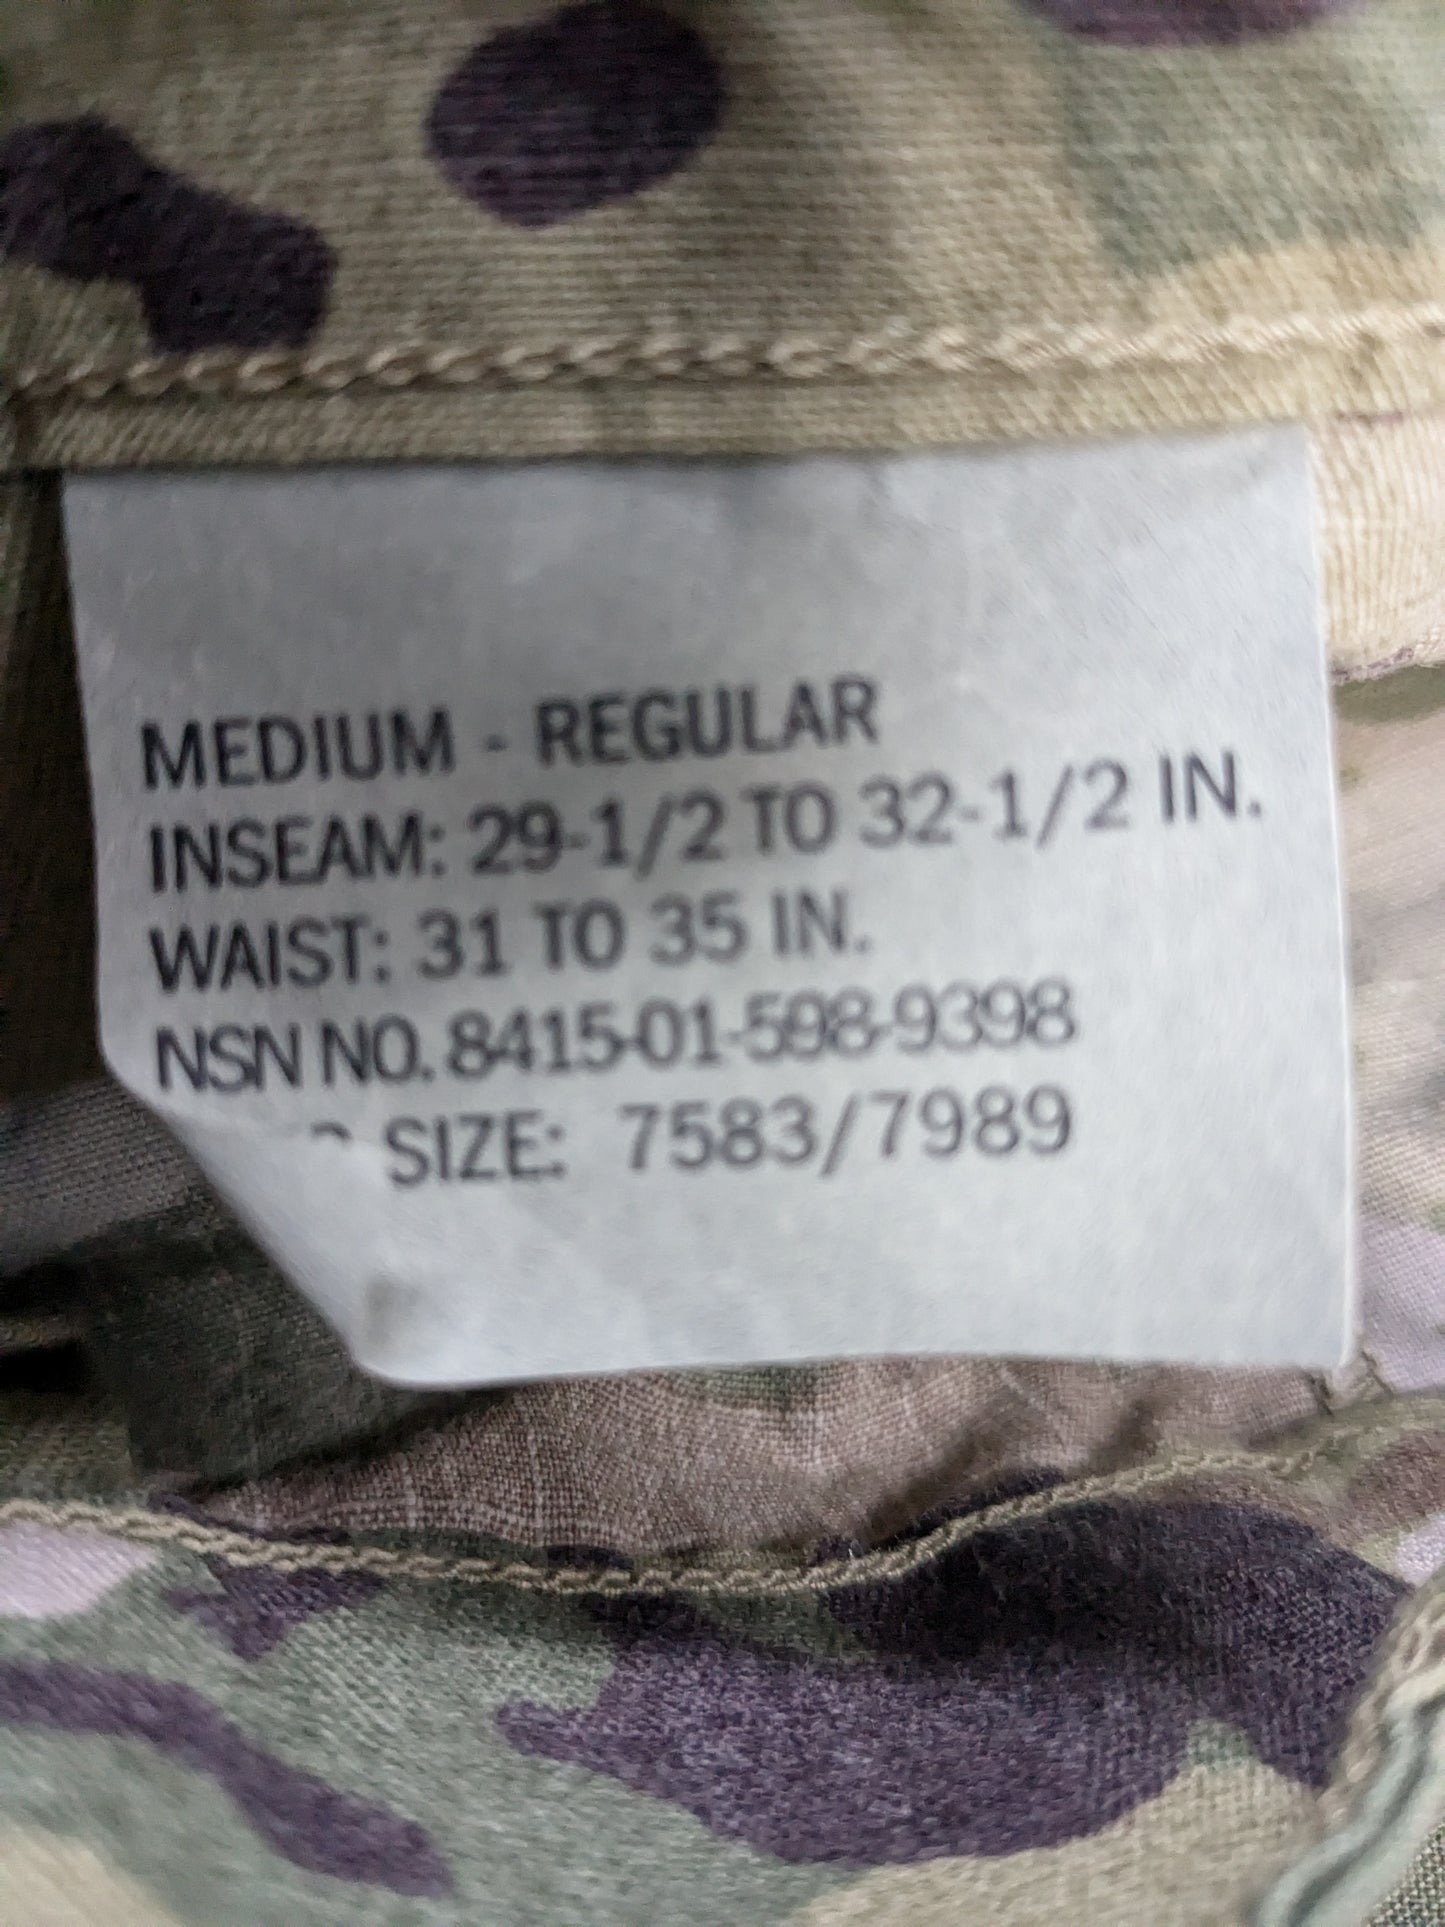 MEDIUM - REGULAR
INSEAM: 29-1/2 TO 32-1/2 IN.
WAIST: 31 TO 35 IN.
NSN NO. 8415-01-598-9398
SIZE: 7583/7989